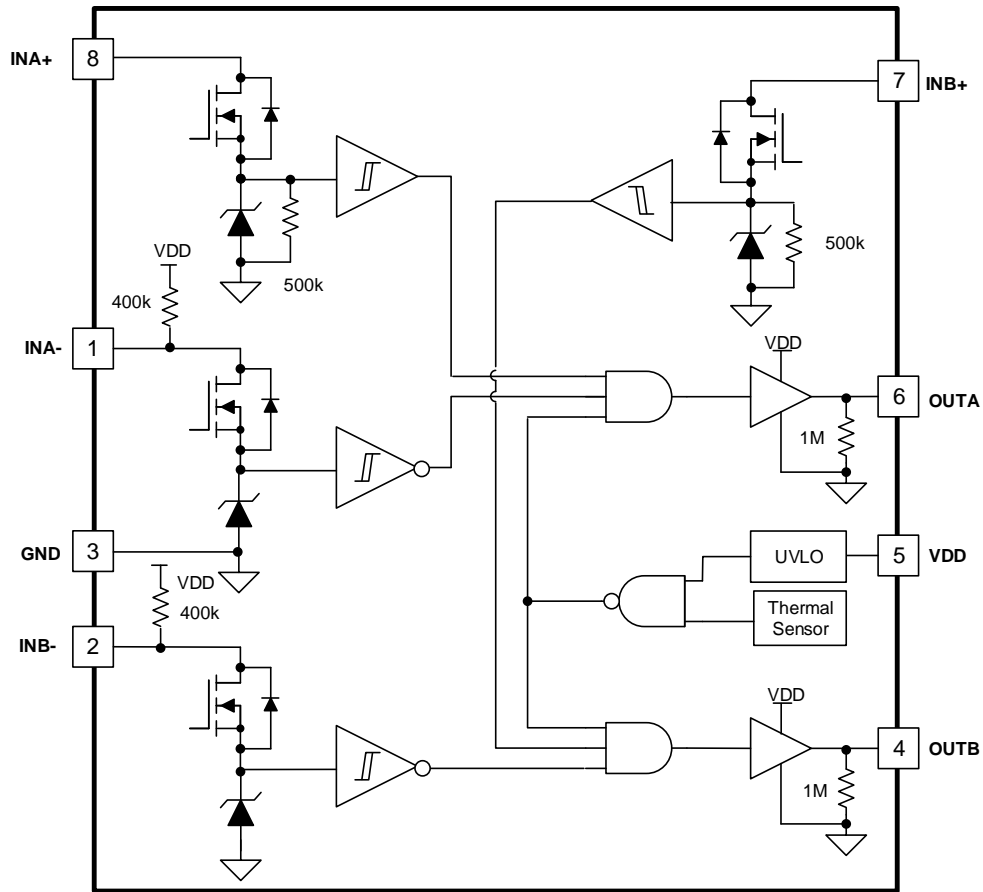 INA+
8
7
INB+
VDD
500k
500k
400k
INA-
1
VDD
6
OUTA
1M
GND
3
UVLO
5
VDD
VDD
400k
Thermal
Sensor
INB-
2
VDD
4
OUTB
1M